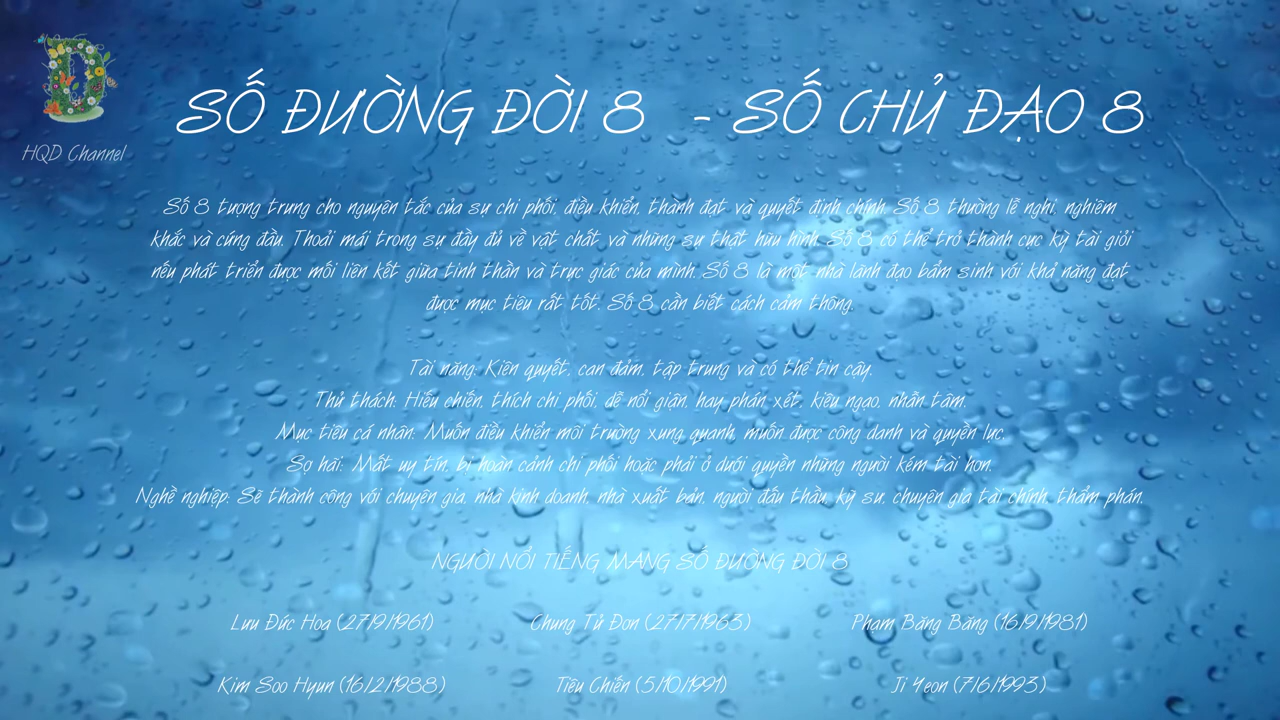 SỐ ĐƯỜNG ĐỜI 8 - SỐ CHỦ ĐẠO 8
HQD Channel
Số 8 tượng trưng cho nguyên tắc của sự chi phối, điều khiển, thành đạt và quyết định chính. Số 8 thường lễ nghi, nghiêm
khắc và cứng đầu. Thoải mái trong sự đầy đủ về vật chất và những sự thật hữu hình. Số 8 có thể trở thành cực kỳ tài giỏi
nếu phát triển được mối liên kết giữa tinh thần và trực giác của mình. Số 8 là một nhà lãnh đạo bẩm sinh với khả năng đạt
được mục tiêu rất tốt. Số 8 cần biết cách cảm thông.
Tài năng: Kiên quyết, can đảm, tập trung và có thể tin cậy.
Thử thách: Hiếu chiến, thích chi phối, dễ nổi giận, hay phán xét, kiêu ngạo, nhẫn tâm.
Mục tiêu cá nhân: Muốn điều khiển môi trường xung quanh, muốn được công danh và quyền lực.
Sợ hãi: Mất uy tín, bị hoàn cảnh chi phối hoặc phải ở dưới quyền những người kém tài hơn.
Nghề nghiệp: Sẽ thành công với chuyên gia, nhà kinh doanh, nhà xuất bản, người đấu thầu, kỹ sư, chuyên gia tài chính, thẩm phán.
NGƯỜI NỔI TIẾNG MANG SỐ ĐƯỜNG ĐỜI 8
Lưu Đức Hoa (27/9/1961) Chung Tử Đơn (27/7/1963) Phạm Băng Băng (16/9/1981)
Kim Soo Hyun (16/2/1988) Tiêu Chiến (5/10/1991) Ji Yeon (7/6/1993)